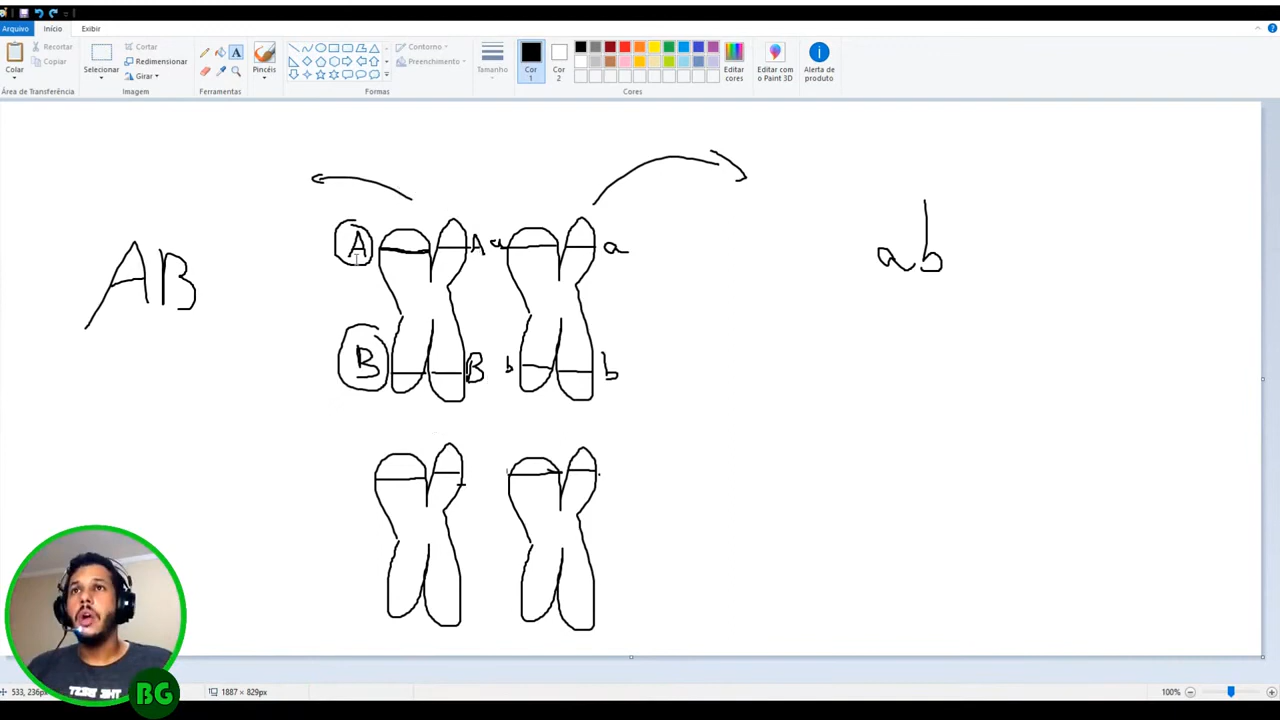 Arquivo Início Exibir
Colar
Recortar
Copiar
Área de Transferência
Selecionar
Cortar
Redimensionar
Girar
Imagem
A
Ferramentas
Pincéis
Contorno
Preenchimento
Formas
Tamanho
Cor 1
Cor 2
Editar cores
Cores
Editar com o Paint 3D
Alerta de produto
A A a a
AB ab
B B b b
BG
533, 236px 1887 × 829px 100%